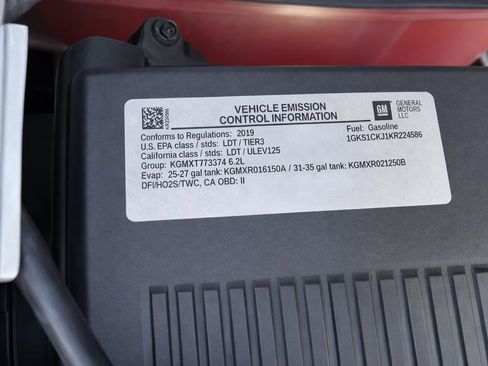 VEHICLE EMISSION
CONTROL INFORMATION
GM
GENERAL
MOTORS
LLC
Conforms to Regulations: 2019
Fuel: Gasoline
U.S. EPA class / stds: LDT / TIER3
1GKS1CKJ1KR224586
California class / stds: LDT / ULEV125
Group: KGMXT773374 6.2L
Evap: 25-27 gal tank: KGMXR016150A / 31-35 gal tank: KGMXR021250B
DFI/HO2S/TWC, CA OBD: II